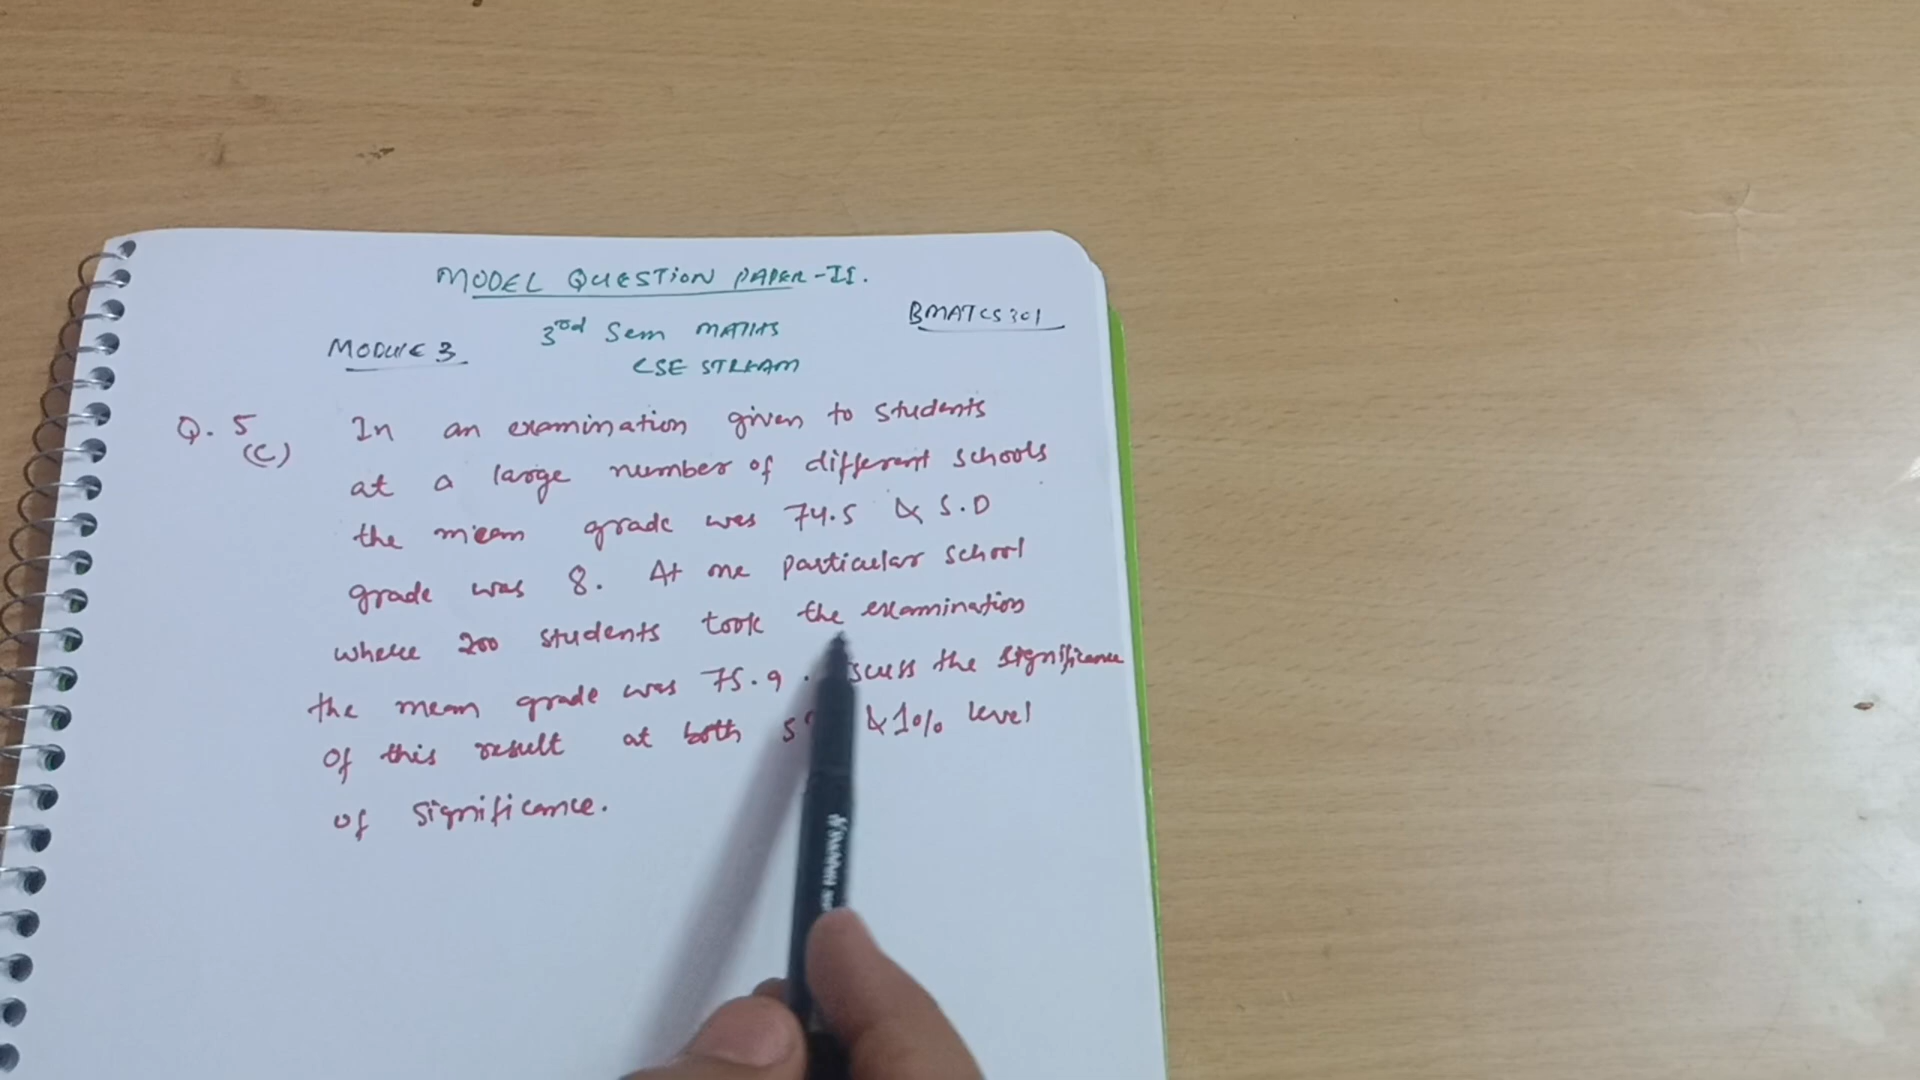 MODEL QUESTION PAPER-II.
BMATCS301
3rd Sem MATHS
MODULE 3
CSE STREAM
Q. 5 (C) In an examination given to students
at a large number of different schools
the mean grade was 74.5 & S.D
grade was 8. At one particular school
where 200 students took the examination
the mean grade was 75.9. scuss the significance
of this result at both 5 & 1% level
of significance.